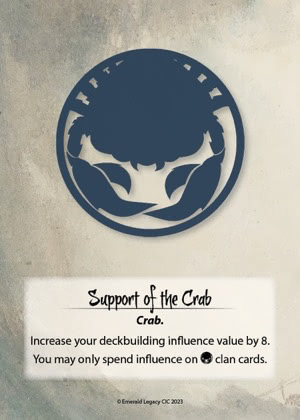 Support of the Crab
Crab.
Increase your deckbuilding influence value by 8.
You may only spend influence on clan cards.
© Emerald Legacy CIC 2023